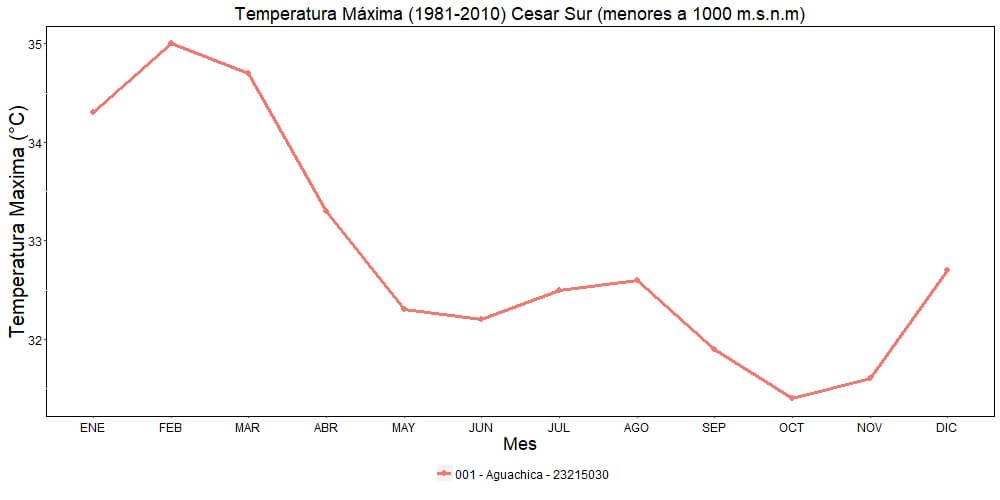 Temperatura Máxima (1981-2010) Cesar Sur (menores a 1000 m.s.n.m)
Temperatura Maxima (°C)
35
34
33
32
ENE FEB MAR ABR MAY JUN JUL AGO SEP OCT NOV DIC
Mes
001 - Aguachica - 23215030